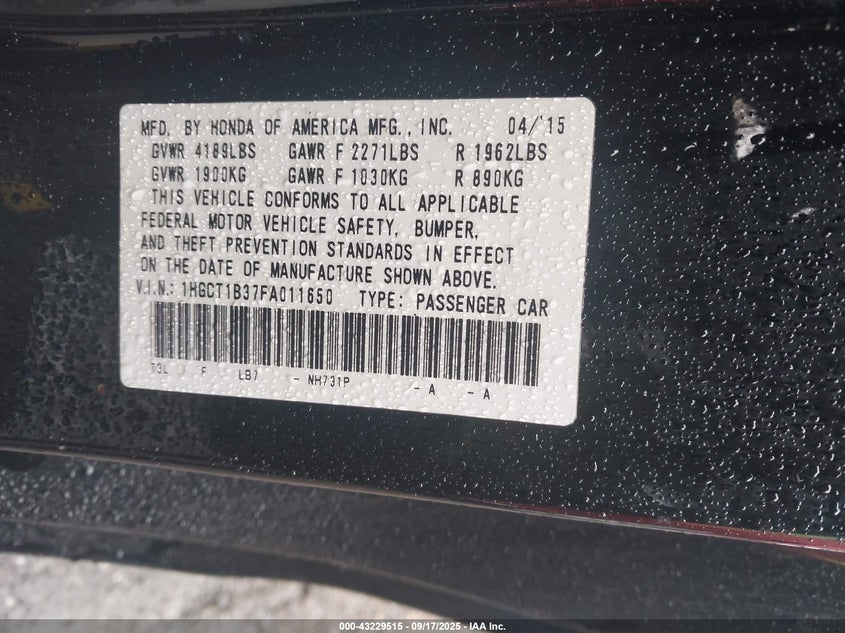 MFD. BY HONDA OF AMERICA MFG., INC. 04/'15
GVWR 4189LBS GAWR F 2271LBS R 1962LBS
GVWR 1900KG GAWR F 1030KG R 890KG
THIS VEHICLE CONFORMS TO ALL APPLICABLE
FEDERAL MOTOR VEHICLE SAFETY, BUMPER,
AND THEFT PREVENTION STANDARDS IN EFFECT
ON THE DATE OF MANUFACTURE SHOWN ABOVE.
V.I.N.: 1HGCT1B37FA011650 TYPE: PASSENGER CAR
T3L F LB7 - NH731P - A - A
000-43229515 - 09/17/2025 - IAA Inc.